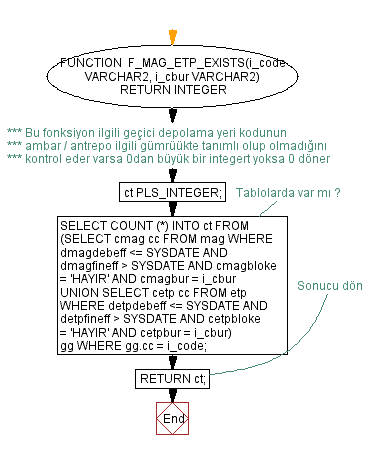 FUNCTION F_MAG_ETP_EXISTS(i_code
VARCHAR2, i_cbur VARCHAR2)
RETURN INTEGER
*** Bu fonksiyon ilgili geçici depolama yeri kodunun
*** ambar / antrepo ilgili gümrüükte tanımlı olup olmadığını
*** kontrol eder varsa 0dan büyük bir integert yoksa 0 döner
ct PLS_INTEGER;
Tablolarda var mı ?
SELECT COUNT (*) INTO ct FROM
(SELECT cmag cc FROM mag WHERE
dmagdebeff <= SYSDATE AND
dmagfineff > SYSDATE AND cmagbloke
= 'HAYIR' AND cmagbur = i_cbur
UNION SELECT cetp cc FROM etp
WHERE detpdebeff <= SYSDATE AND
detpfineff > SYSDATE AND cetpbloke
= 'HAYIR' AND cetpbur = i_cbur)
gg WHERE gg.cc = i_code;
Sonucu dön
RETURN ct;
End